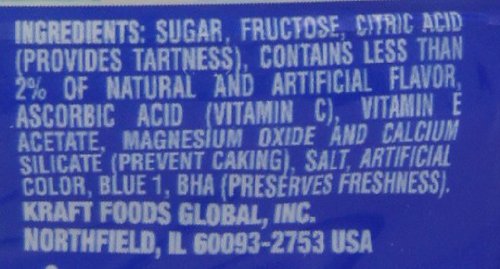 INGREDIENTS: SUGAR, FRUCTOSE, CITRIC ACID
(PROVIDES TARTNESS), CONTAINS LESS THAN
2% OF NATURAL AND ARTIFICIAL FLAVOR,
ASCORBIC ACID (VITAMIN C), VITAMIN E
ACETATE, MAGNESIUM OXIDE AND CALCIUM
SILICATE (PREVENT CAKING), SALT, ARTIFICIAL
COLOR, BLUE 1, BHA (PRESERVES FRESHNESS).
KRAFT FOODS GLOBAL, INC.
NORTHFIELD, IL 60093-2753 USA